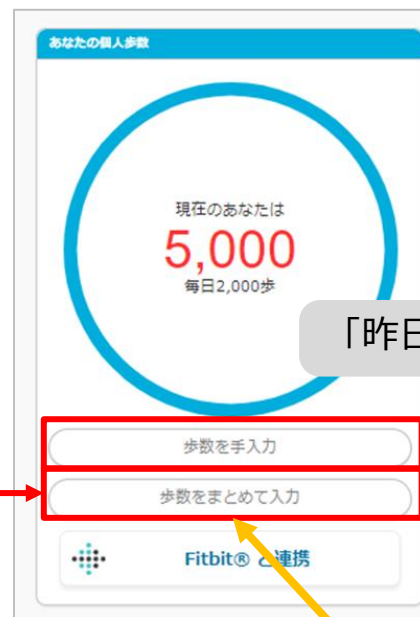 あなたの個人歩数
現在のあなたは
5,000
毎日2,000歩
「昨日
歩数を手入力
歩数をまとめて入力
Fitbit® と連携